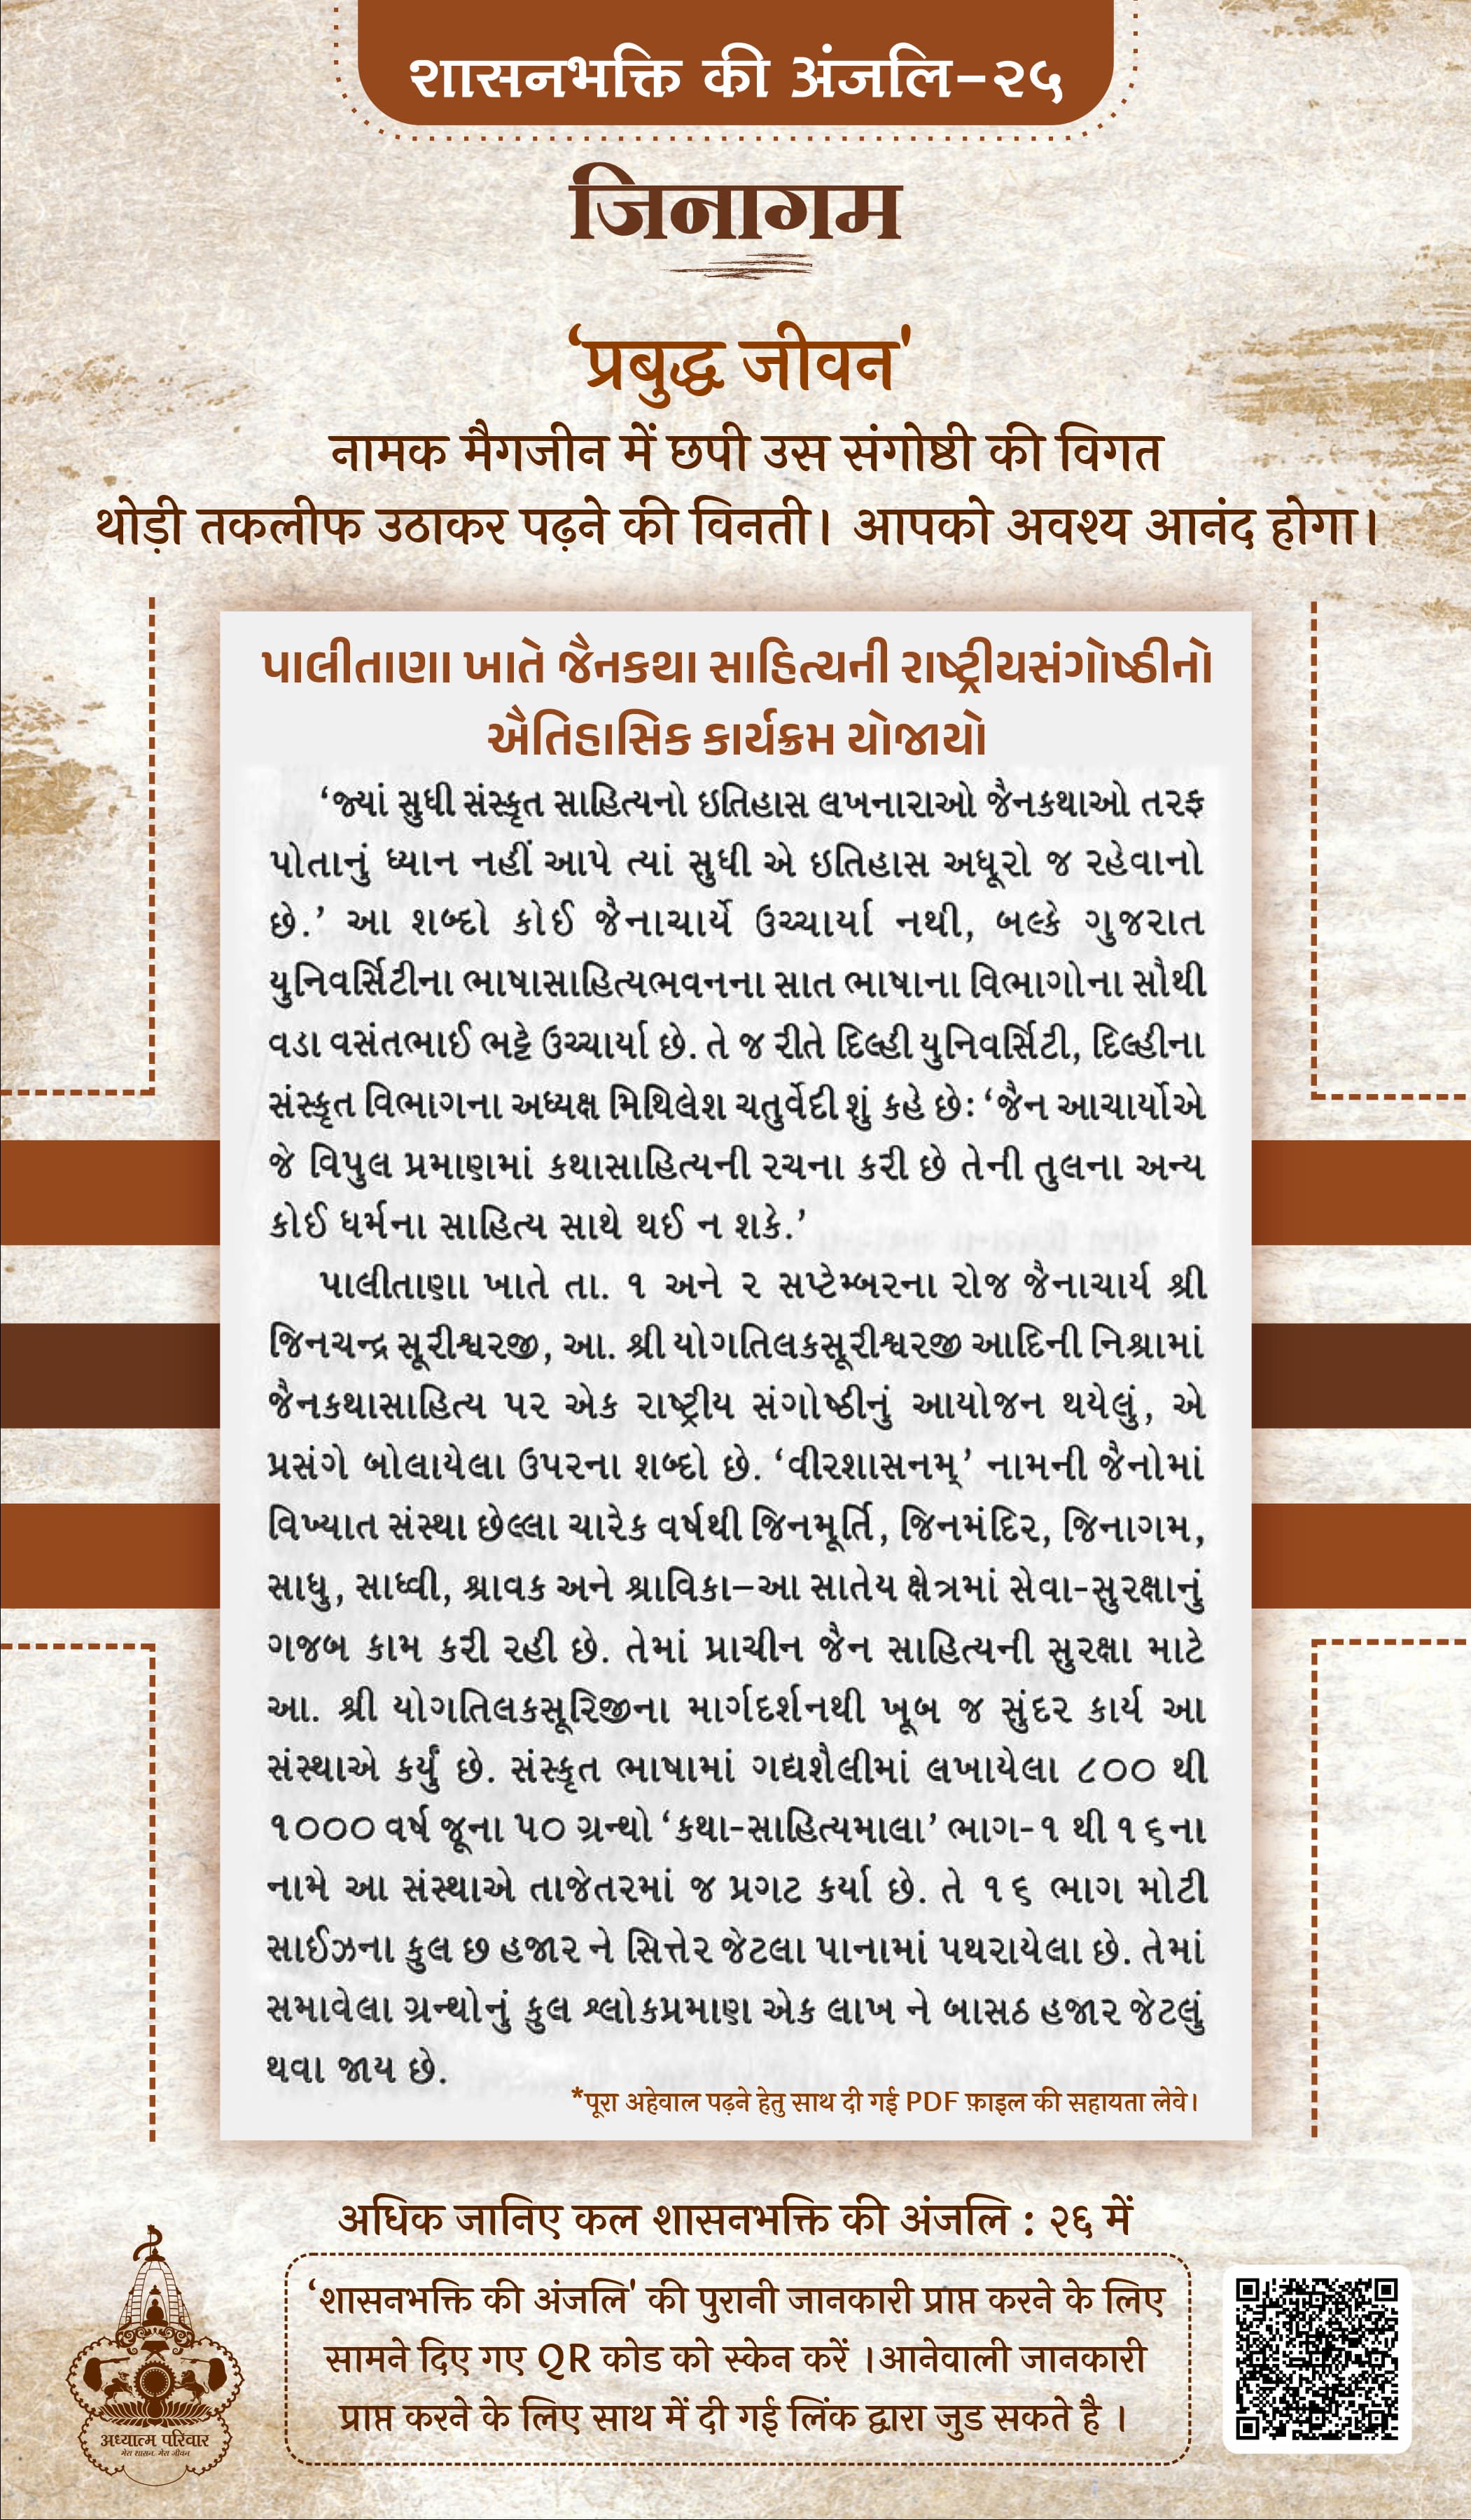 शासनभक्ति की अंजलि-२५
जिनागम
‘प्रबुद्ध जीवन'
नामक मैगजीन में छपी उस संगोष्ठी की विगत
थोड़ी तकलीफ उठाकर पढ़ने की विनती। आपको अवश्य आनंद होगा।
પાલીતાણા ખાતે જૈનકથા સાહિત્યની રાષ્ટ્રીયસંગોષ્ઠીનો
ઐતિહાસિક કાર્યક્રમ યોજાયો
‘જ્યાં સુધી સંસ્કૃત સાહિત્યનો ઇતિહાસ લખનારાઓ જૈનકથાઓ તરફ
પોતાનું ધ્યાન નહીં આપે ત્યાં સુધી એ ઇતિહાસ અધૂરો જ રહેવાનો
છે.’ આ શબ્દો કોઈ જૈનાચાર્યે ઉચ્ચાર્યા નથી, બલ્કે ગુજરાત
યુનિવર્સિટીના ભાષાસાહિત્યભવનના સાત ભાષાના વિભાગોના સૌથી
વડા વસંતભાઈ ભટ્ટે ઉચ્ચાર્યા છે. તે જ રીતે દિલ્હી યુનિવર્સિટી, દિલ્હીના
સંસ્કૃત વિભાગના અધ્યક્ષ મિથિલેશ ચતુર્વેદી શું કહે છેઃ ‘જૈન આચાર્યોએ
જે વિપુલ પ્રમાણમાં કથાસાહિત્યની રચના કરી છે તેની તુલના અન્ય
કોઈ ધર્મના સાહિત્ય સાથે થઈ ન શકે.’
પાલીતાણા ખાતે તા. ૧ અને ૨ સપ્ટેમ્બરના રોજ જૈનાચાર્ય શ્રી
જિનચન્દ્ર સૂરીશ્વરજી, આ. શ્રી યોગતિલકસૂરીશ્વરજી આદિની નિશ્રામાં
જૈનકથાસાહિત્ય પર એક રાષ્ટ્રીય સંગોષ્ઠીનું આયોજન થયેલું, એ
પ્રસંગે બોલાયેલા ઉપરના શબ્દો છે. ‘વીરશાસનમ્’ નામની જૈનોમાં
વિખ્યાત સંસ્થા છેલ્લા ચારેક વર્ષથી જિનમૂર્તિ, જિનમંદિર, જિનાગમ,
સાધુ, સાધ્વી, શ્રાવક અને શ્રાવિકા–આ સાતેય ક્ષેત્રમાં સેવા-સુરક્ષાનું
ગજબ કામ કરી રહી છે. તેમાં પ્રાચીન જૈન સાહિત્યની સુરક્ષા માટે
આ. શ્રી યોગતિલકસૂરિજીના માર્ગદર્શનથી ખૂબ જ સુંદર કાર્ય આ
સંસ્થાએ કર્યું છે. સંસ્કૃત ભાષામાં ગદ્યશૈલીમાં લખાયેલા ૮૦૦ થી
૧૦૦૦ વર્ષ જૂના ૫૦ ગ્રન્થો ‘કથા-સાહિત્યમાલા’ ભાગ-૧ થી ૧૬ના
નામે આ સંસ્થાએ તાજેતરમાં જ પ્રગટ કર્યા છે. તે ૧૬ ભાગ મોટી
સાઈઝના કુલ છ હજાર ને સિત્તેર જેટલા પાનામાં પથરાયેલા છે. તેમાં
સમાવેલા ગ્રન્થોનું કુલ શ્લોકપ્રમાણ એક લાખ ને બાસઠ હજાર જેટલું
થવા જાય છે.
*पूरा अहेवाल पढ़ने हेतु साथ दी गई PDF फ़ाइल की सहायता लेवे।
अधिक जानिए कल शासनभक्ति की अंजलि : २६ में
‘शासनभक्ति की अंजलि' की पुरानी जानकारी प्राप्त करने के लिए
सामने दिए गए QR कोड को स्केन करें ।आनेवाली जानकारी
प्राप्त करने के लिए साथ में दी गई लिंक द्वारा जुड सकते है ।
अध्यात्म परिवार
मेरा शासन. मेरा जीवन